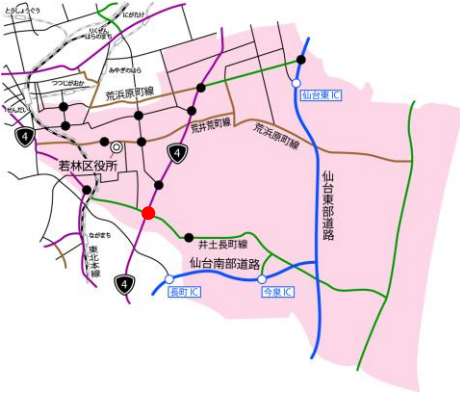 とうしょうぐう
にがたけ
りくぜん
はらのまち
みやぎのはら
つつじがおか
せんだい
荒浜原町線
仙台東IC
4
4
荒井荒町線
荒浜原町線
若林区役所
仙台東部道路
ながまち
東北本線
井土長町線
仙台南部道路
4
長町IC
今泉IC